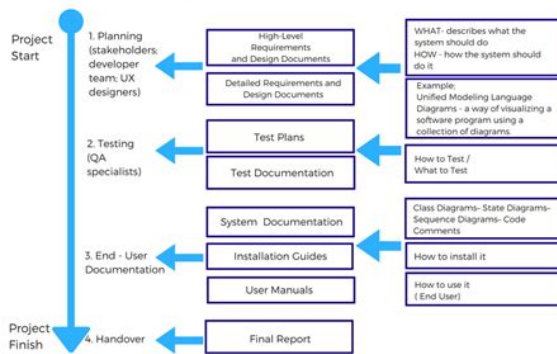 Project
Start
1. Planning
(stakeholders;
developer
team; UX
designers)
High-Level
Requirements
and Design Documents
Detailed Requirements and
Design Documents
WHAT- describes what the
system should do
HOW - how the system should
do it
Example;
Unified Modeling Language
Diagrams - a way of visualizing a
software program using a
collection of diagrams.
2. Testing
(QA
specialists)
Test Plans
Test Documentation
How to Test /
What to Test
3. End - User
Documentation
System Documentation
Installation Guides
User Manuals
Class Diagrams- State Diagrams-
Sequence Diagrams- Code
Comments
How to install it
How to use it
( End User)
Project
Finish
4. Handover
Final Report